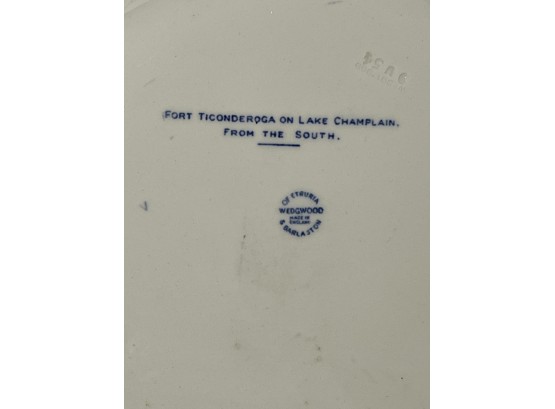 FORT TICONDEROGA ON LAKE CHAMPLAIN.
FROM THE SOUTH.
OF ETRURIA
WEDGWOOD
MADE IN
ENGLAND
& BARLASTON